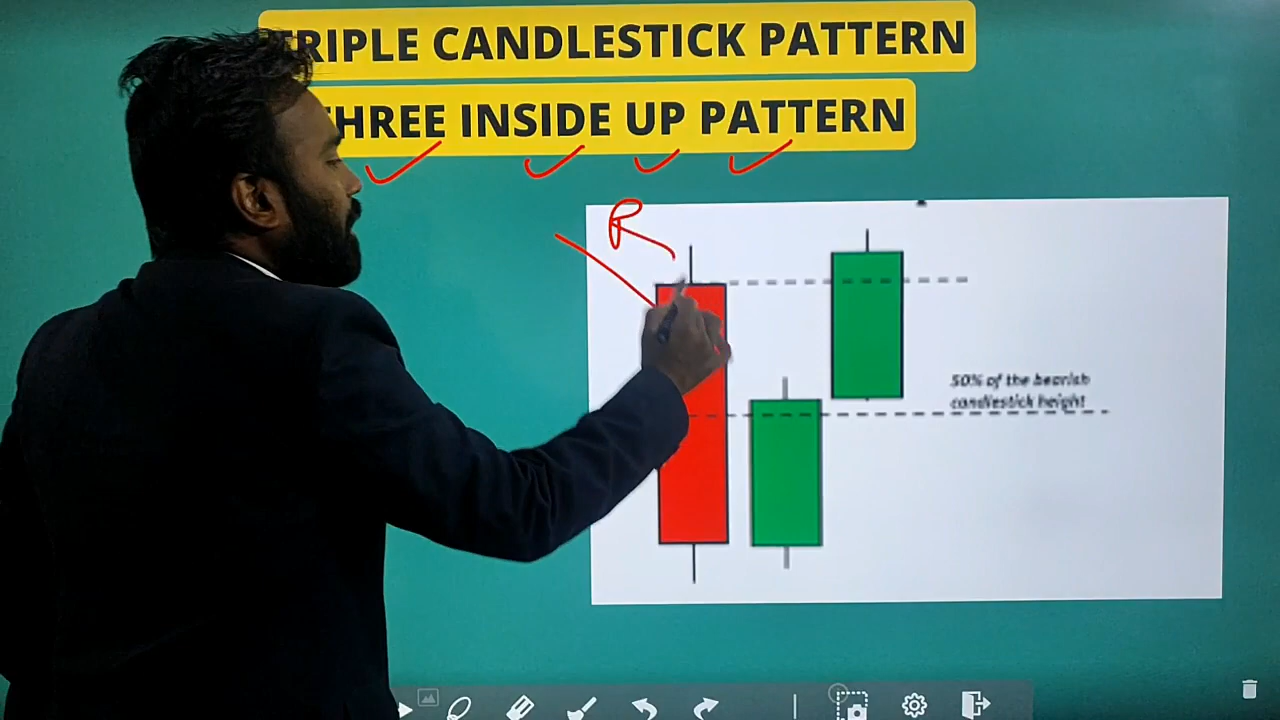 TRIPLE CANDLESTICK PATTERN
THREE INSIDE UP PATTERN
R
50% of the bearish
candlestick height